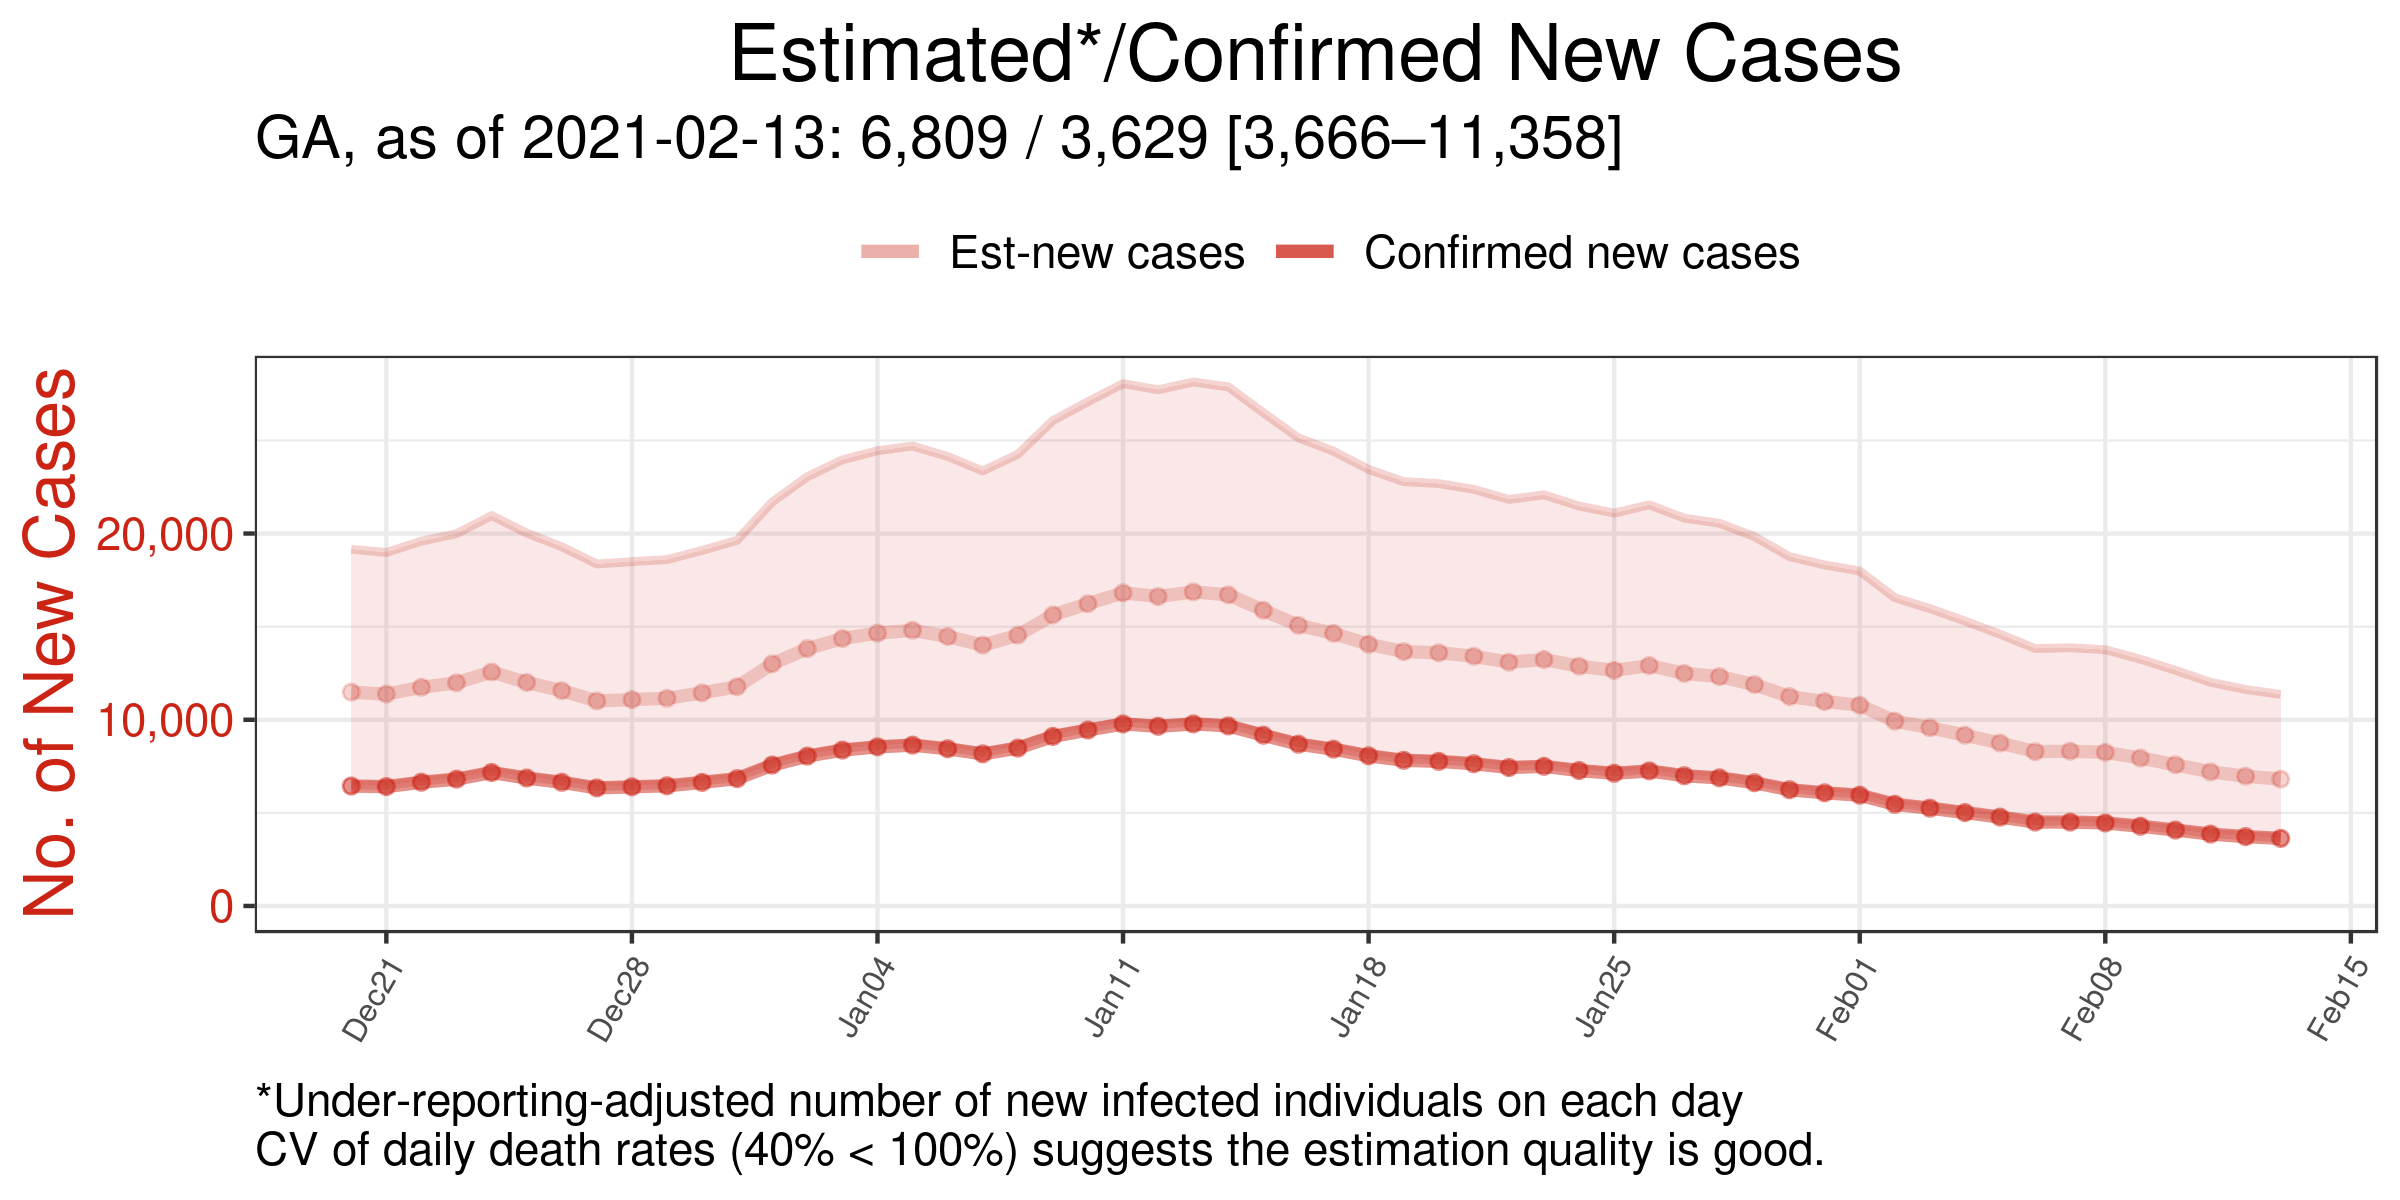 Estimated*/Confirmed New Cases
GA, as of 2021-02-13: 6,809 / 3,629 [3,666–11,358]
Est-new cases Confirmed new cases
No. of New Cases
20,000
10,000
0
Dec21 Dec28 Jan04 Jan11 Jan18 Jan25 Feb01 Feb08 Feb15
*Under-reporting-adjusted number of new infected individuals on each day
CV of daily death rates (40% < 100%) suggests the estimation quality is good.